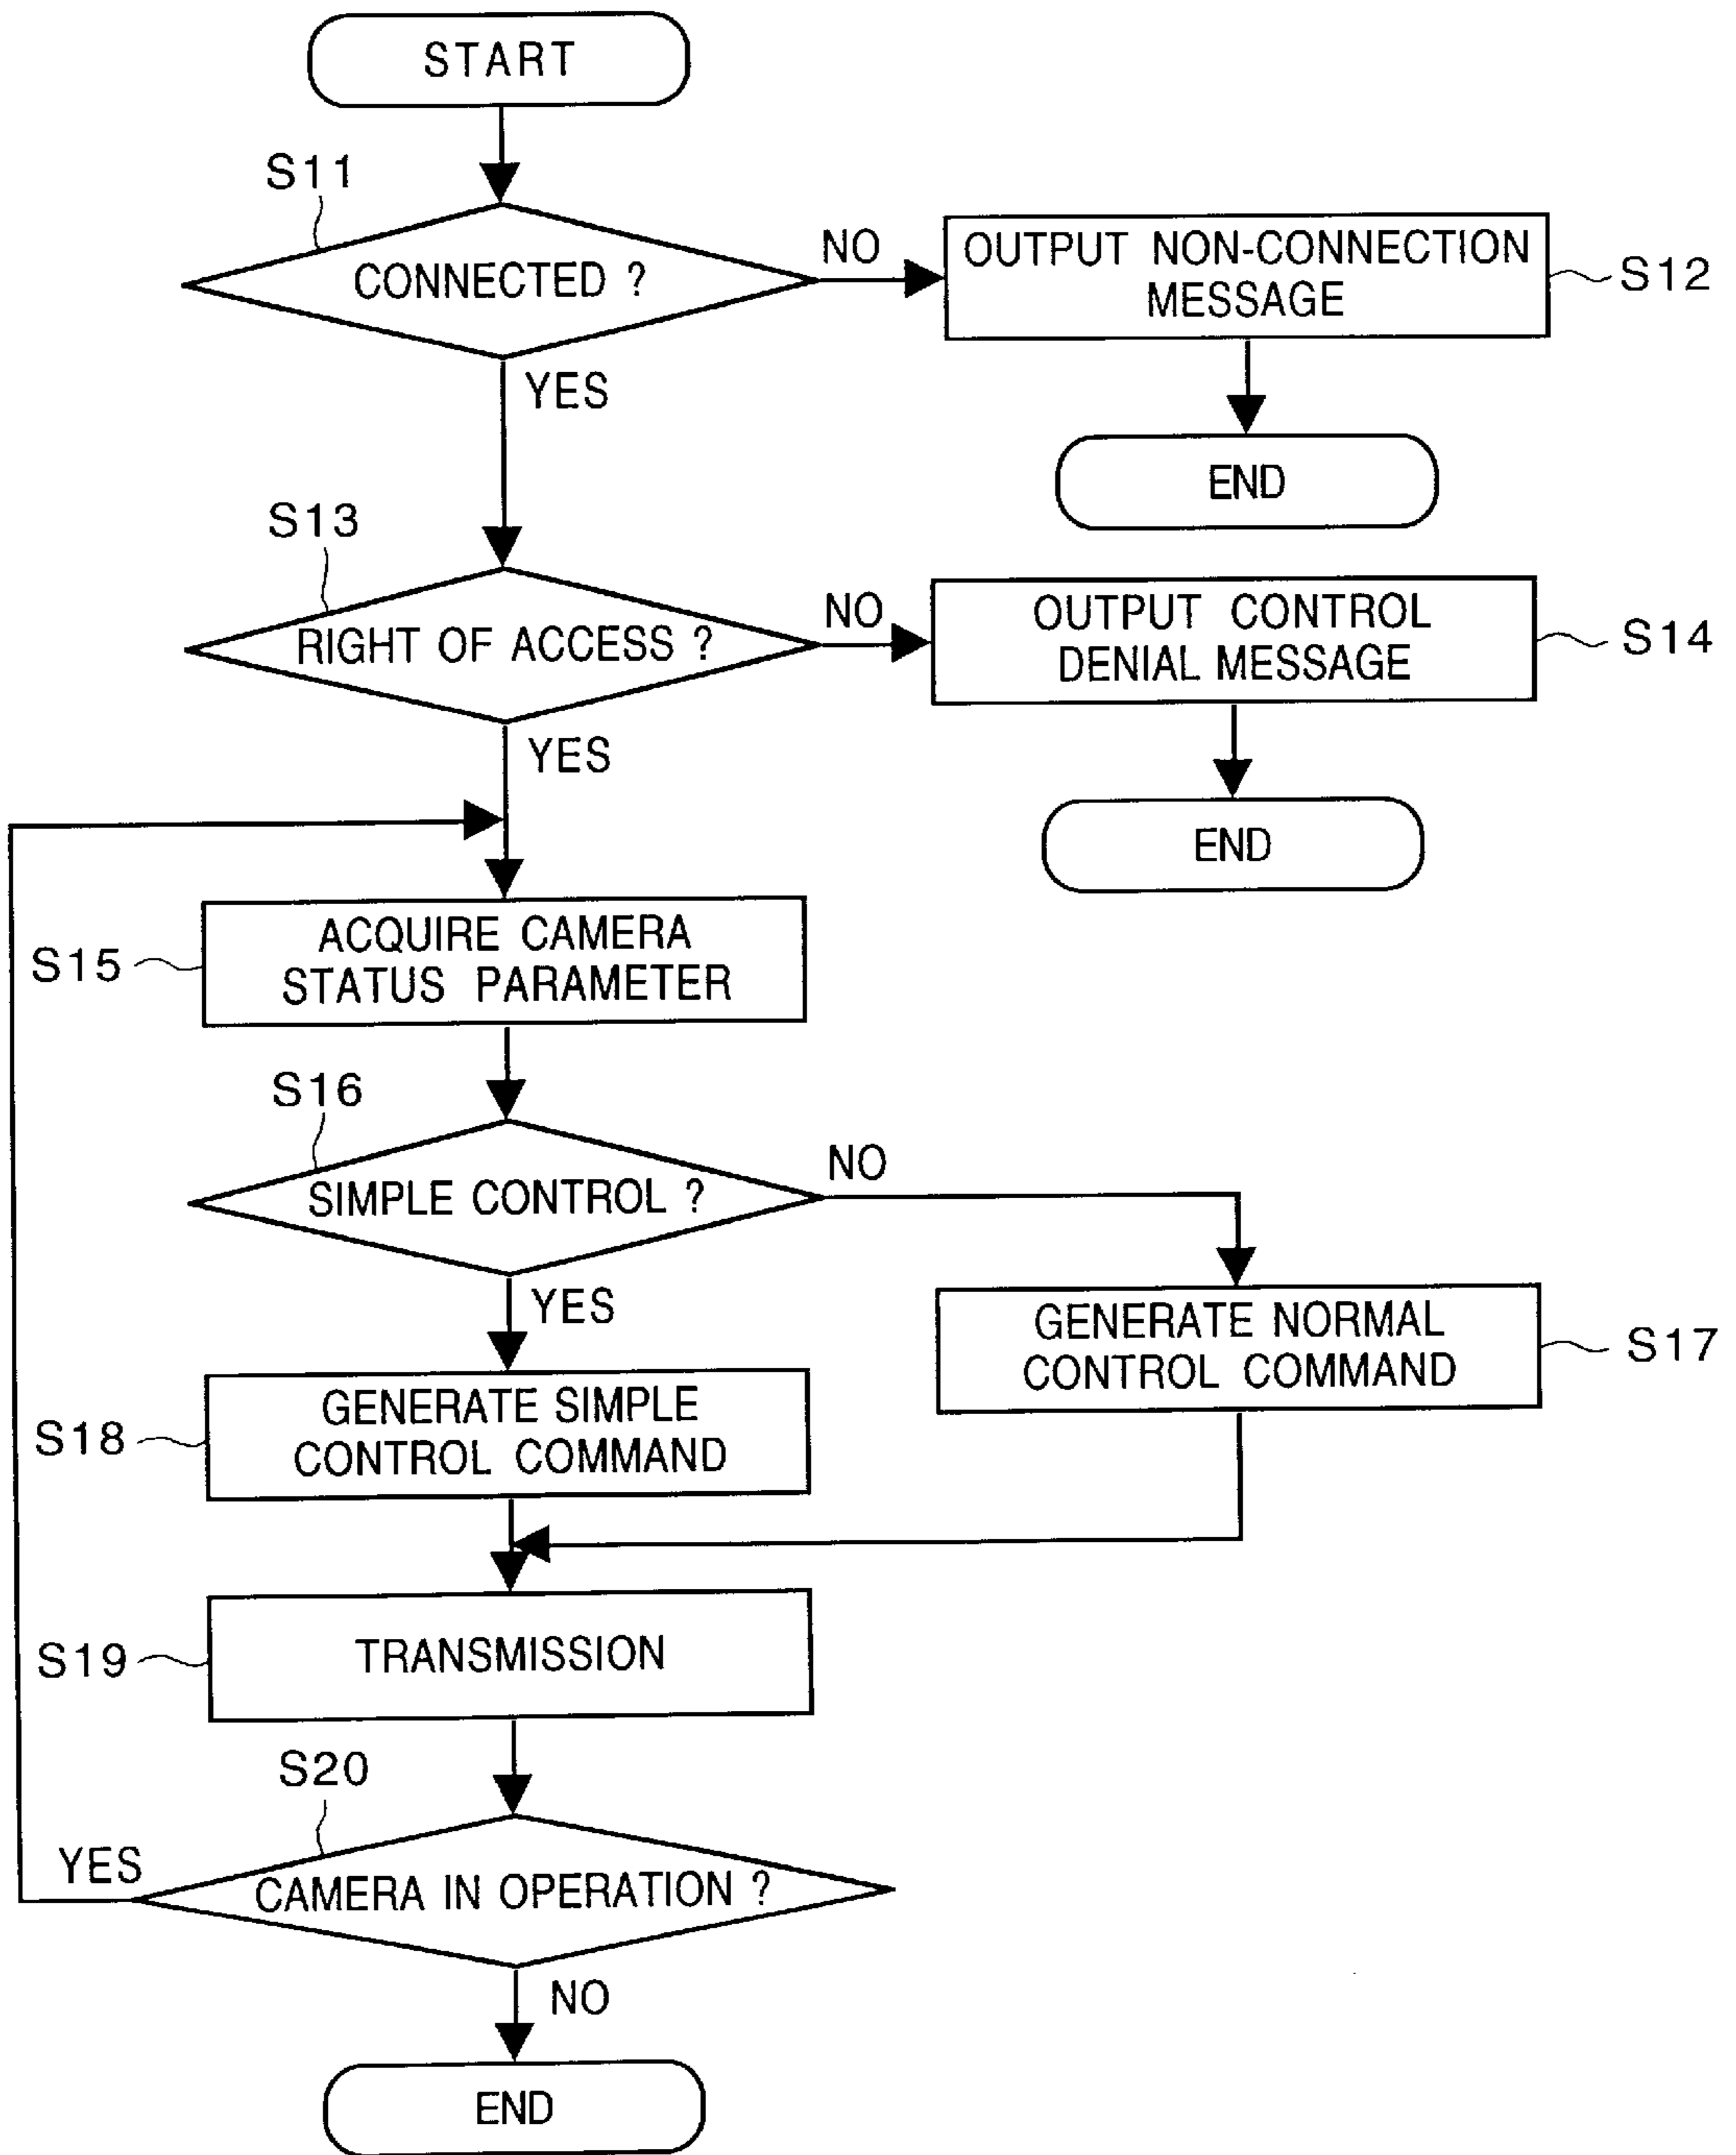 START
S11
CONNECTED ?
NO
OUTPUT NON-CONNECTION
MESSAGE
S12
YES
END
S13
RIGHT OF ACCESS ?
NO
OUTPUT CONTROL
DENIAL MESSAGE
S14
YES
END
S15
ACQUIRE CAMERA
STATUS PARAMETER
S16
SIMPLE CONTROL ?
NO
YES
GENERATE NORMAL
CONTROL COMMAND
S17
S18
GENERATE SIMPLE
CONTROL COMMAND
S19
TRANSMISSION
S20
YES
CAMERA IN OPERATION ?
NO
END